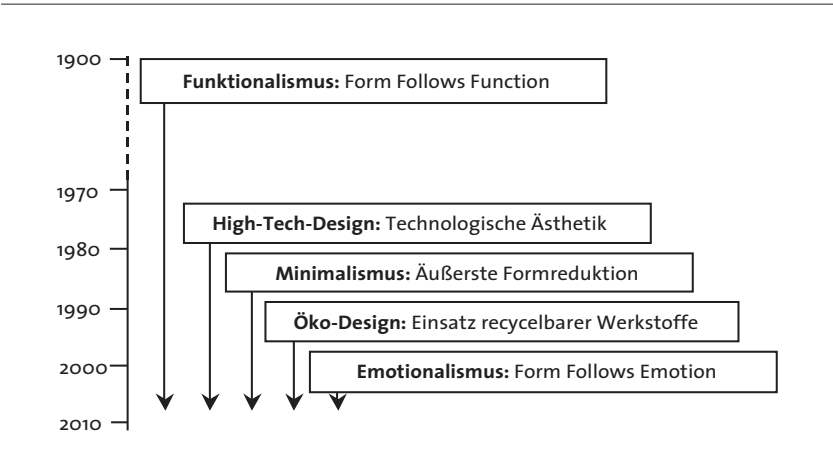 1900
Funktionalismus: Form Follows Function
1970
High-Tech-Design: Technologische Ästhetik
1980
Minimalismus: Äußerste Formreduktion
1990
Öko-Design: Einsatz recycelbarer Werkstoffe
2000
Emotionalismus: Form Follows Emotion
2010